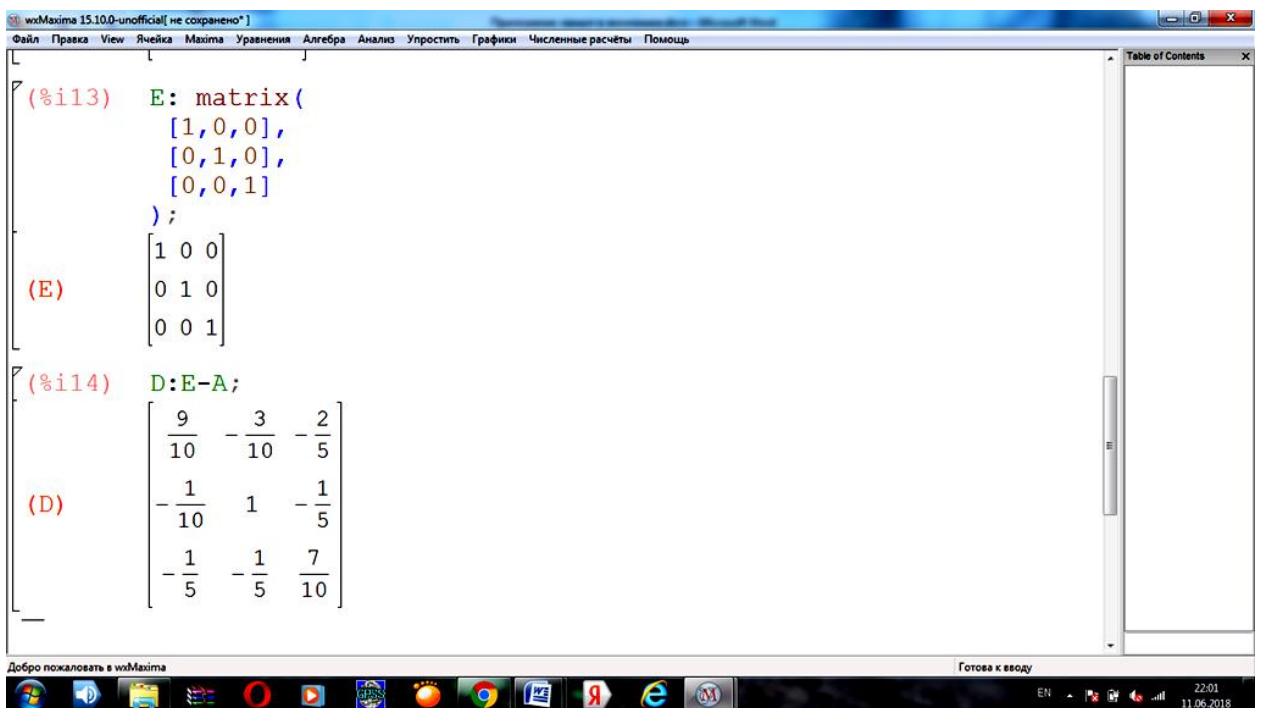 wxMaxima 15.10.0-unofficial[ не сохранено* ]
Файл Правка View Ячейка Maxima Уравнения Алгебра Анализ Упростить Графики Численные расчёты Помощь
Table of Contents x
(%i13) E: matrix(
[1,0,0],
[0,1,0],
[0,0,1]
);
1 0 0
(E) 0 1 0
0 0 1
(%i14) D:E-A;
9/10 -3/10 -2/5
(D) -1/10 1 -1/5
-1/5 -1/5 7/10
Добро пожаловать в wxMaxima Готова к вводу
GPSS Я EN 22:01
11.06.2018